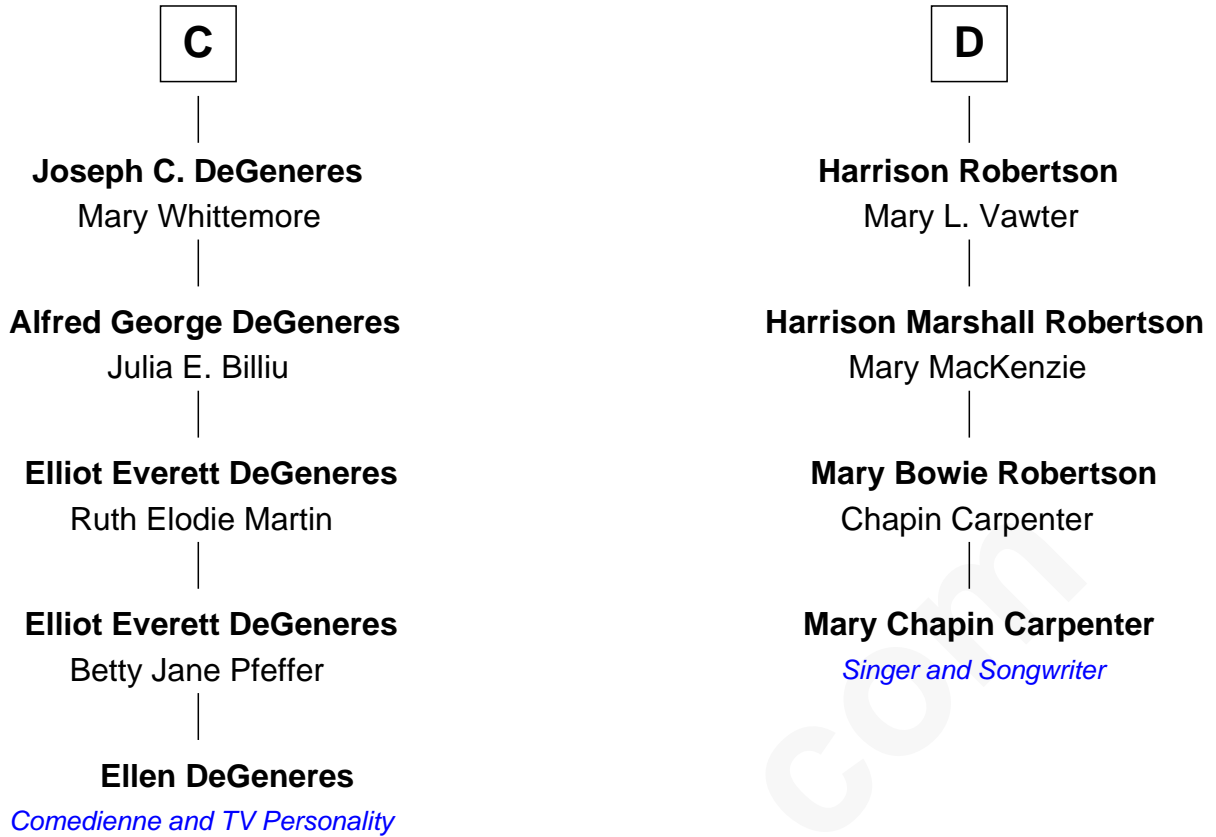 C
Joseph C. DeGeneres
Mary Whittemore
Alfred George DeGeneres
Julia E. Billiu
Elliot Everett DeGeneres
Ruth Elodie Martin
Elliot Everett DeGeneres
Betty Jane Pfeffer
Ellen DeGeneres
Comedienne and TV Personality
D
Harrison Robertson
Mary L. Vawter
Harrison Marshall Robertson
Mary MacKenzie
Mary Bowie Robertson
Chapin Carpenter
Mary Chapin Carpenter
Singer and Songwriter
com